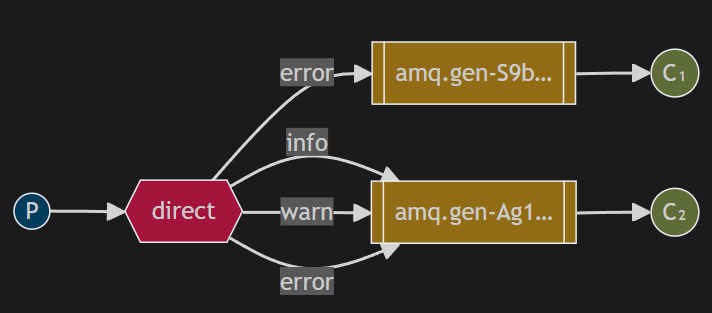 error
amq.gen-S9b...
C₁
info
P
direct
warn
amq.gen-Ag1...
C₂
error